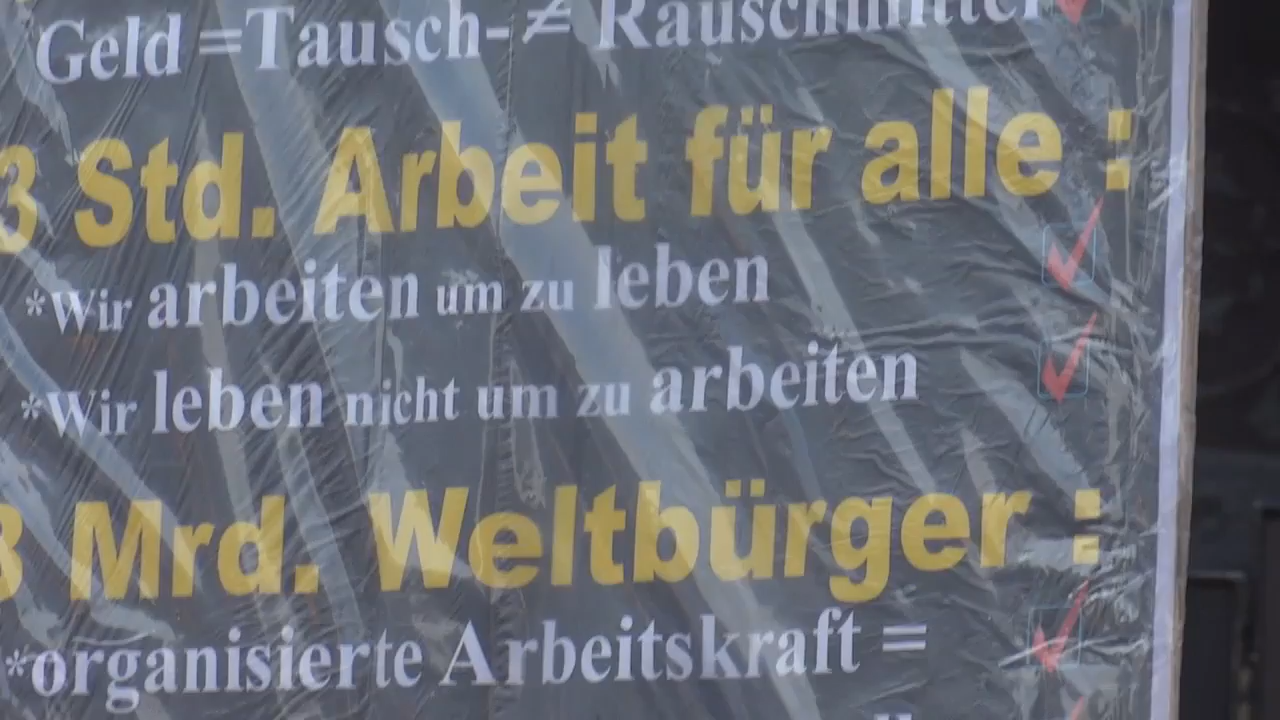 Geld =Tausch-≠ Rauschmittel
3 Std. Arbeit für alle :
*Wir arbeiten um zu leben
*Wir leben nicht um zu arbeiten
8 Mrd. Weltbürger :
*organisierte Arbeitskraft =